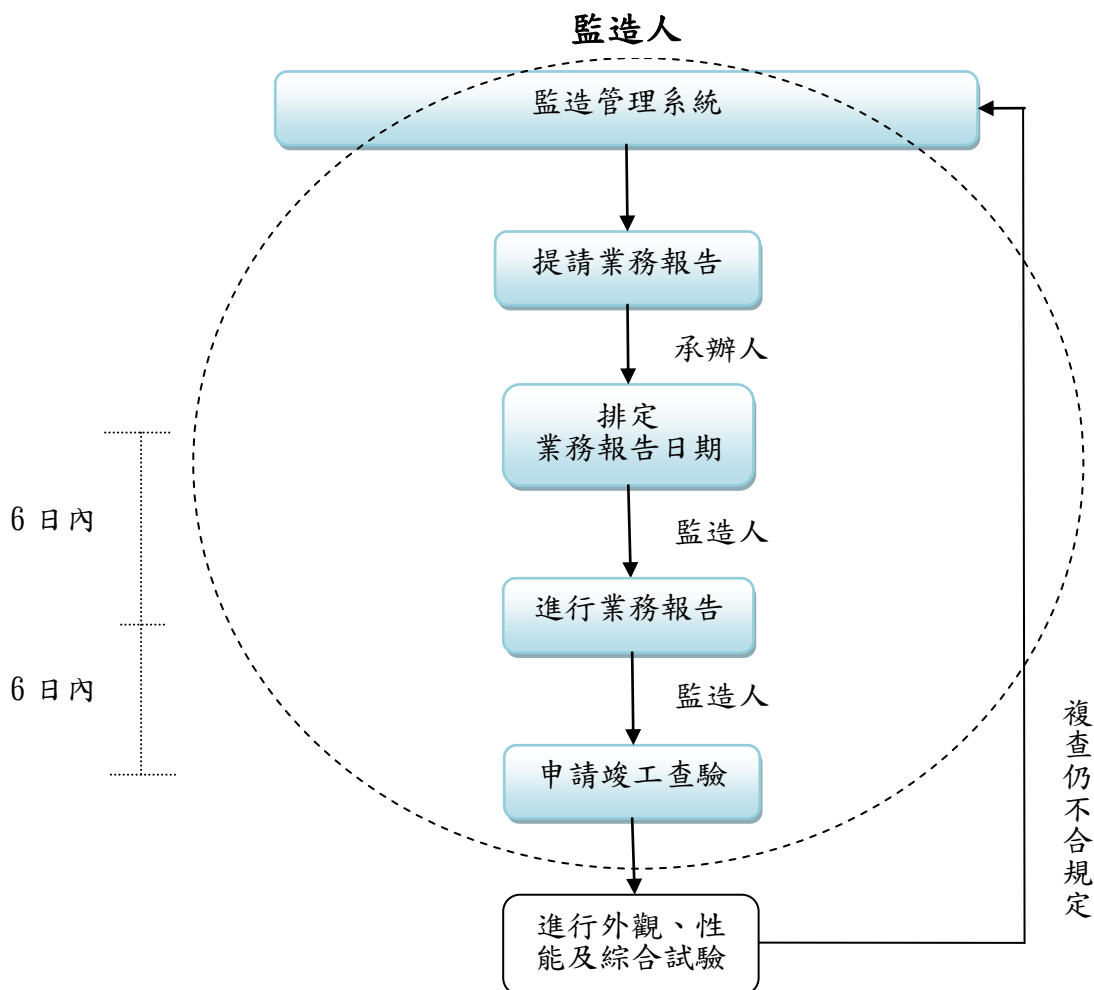 監造人
監造管理系統
提請業務報告
承辦人
排定
業務報告日期
6 日內
監造人
進行業務報告
6 日內
監造人
申請竣工查驗
複查仍不合規定
進行外觀、性
能及綜合試驗